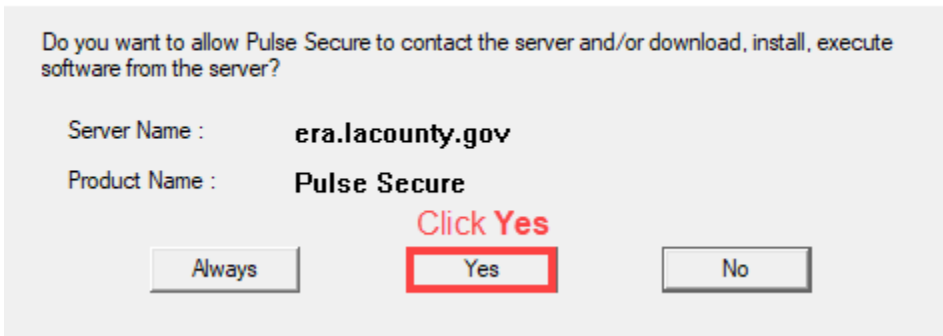 Do you want to allow Pulse Secure to contact the server and/or download, install, execute
software from the server?
Server Name : era.lacounty.gov
Product Name : Pulse Secure
Click Yes
Always Yes No